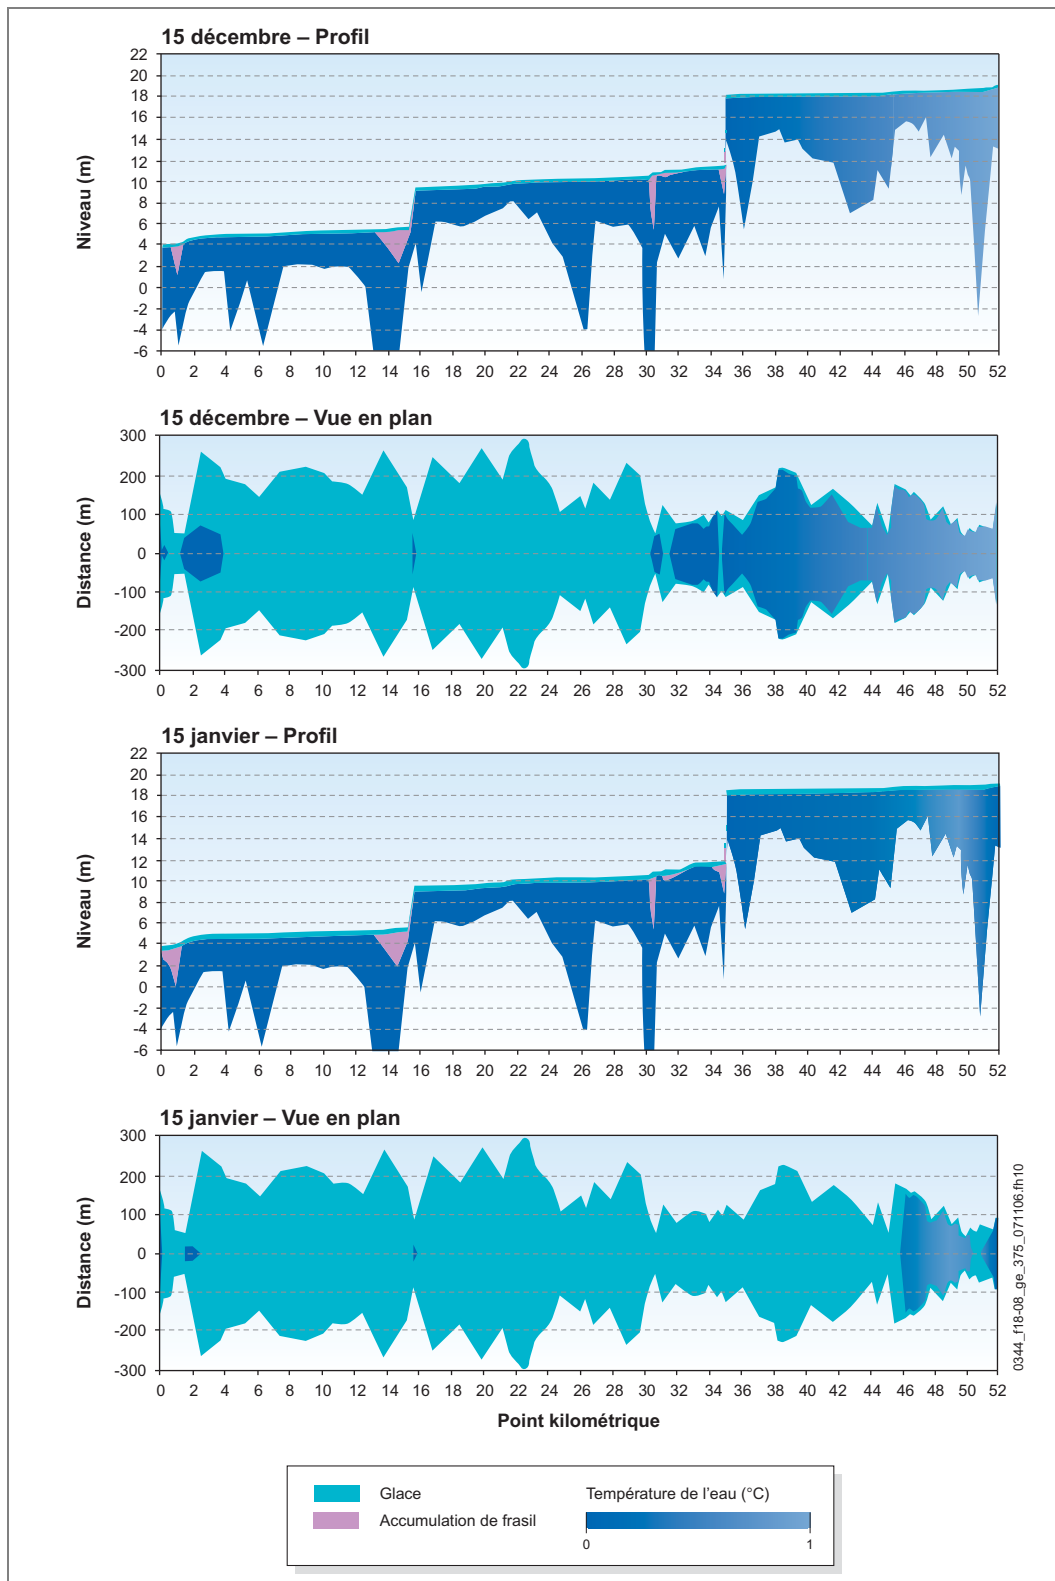 15 décembre – Profil
Niveau (m)
22
20
18
16
14
12
10
8
6
4
2
0
-2
-4
-6
0 2 4 6 8 10 12 14 16 18 20 22 24 26 28 30 32 34 36 38 40 42 44 46 48 50 52
15 décembre – Vue en plan
Distance (m)
300
200
100
0
-100
-200
-300
0 2 4 6 8 10 12 14 16 18 20 22 24 26 28 30 32 34 36 38 40 42 44 46 48 50 52
15 janvier – Profil
Niveau (m)
22
20
18
16
14
12
10
8
6
4
2
0
-2
-4
-6
0 2 4 6 8 10 12 14 16 18 20 22 24 26 28 30 32 34 36 38 40 42 44 46 48 50 52
15 janvier – Vue en plan
Distance (m)
300
200
100
0
-100
-200
-300
0 2 4 6 8 10 12 14 16 18 20 22 24 26 28 30 32 34 36 38 40 42 44 46 48 50 52
Point kilométrique
0344_f18-08_ge_375_071106.fh10
Glace
Accumulation de frasil
Température de l'eau (°C)
0 1